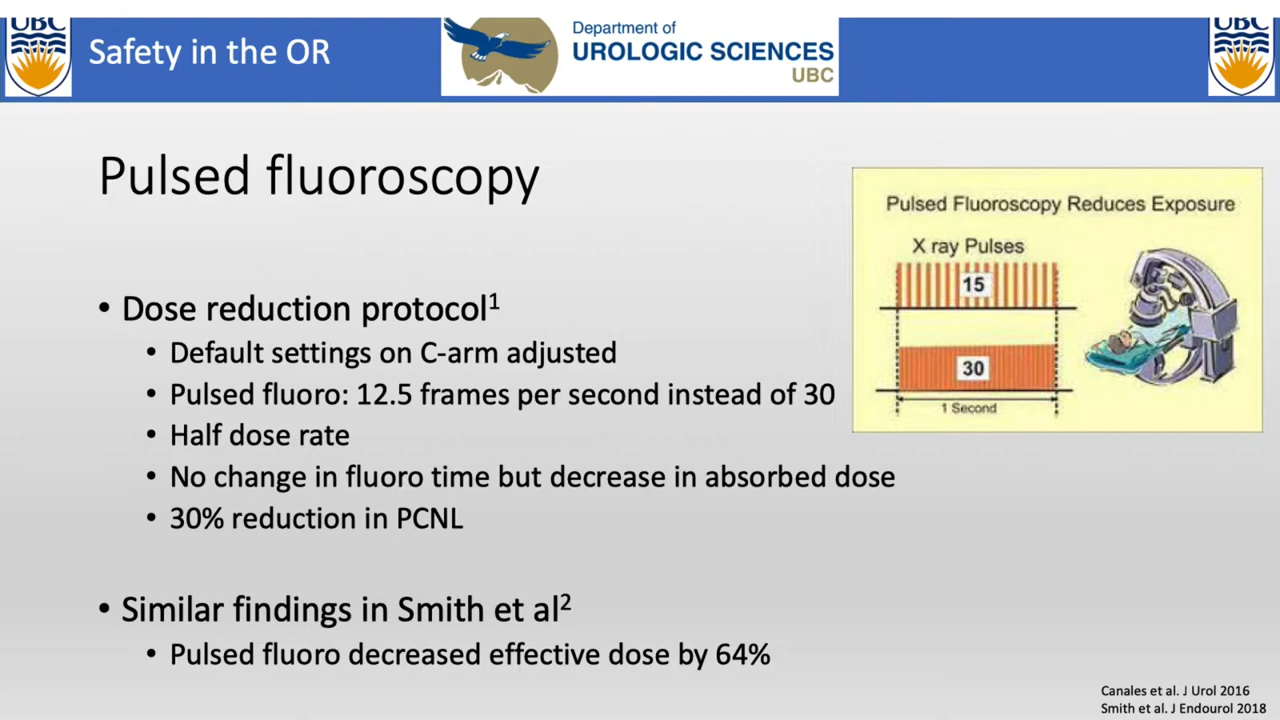 UBC
Safety in the OR
Department of
UROLOGIC SCIENCES
UBC
UBC
Pulsed fluoroscopy
• Dose reduction protocol¹
• Default settings on C-arm adjusted
• Pulsed fluoro: 12.5 frames per second instead of 30
• Half dose rate
• No change in fluoro time but decrease in absorbed dose
• 30% reduction in PCNL
• Similar findings in Smith et al²
• Pulsed fluoro decreased effective dose by 64%
Pulsed Fluoroscopy Reduces Exposure
X ray Pulses
15
30
1 Second
Canales et al. J Urol 2016
Smith et al. J Endourol 2018